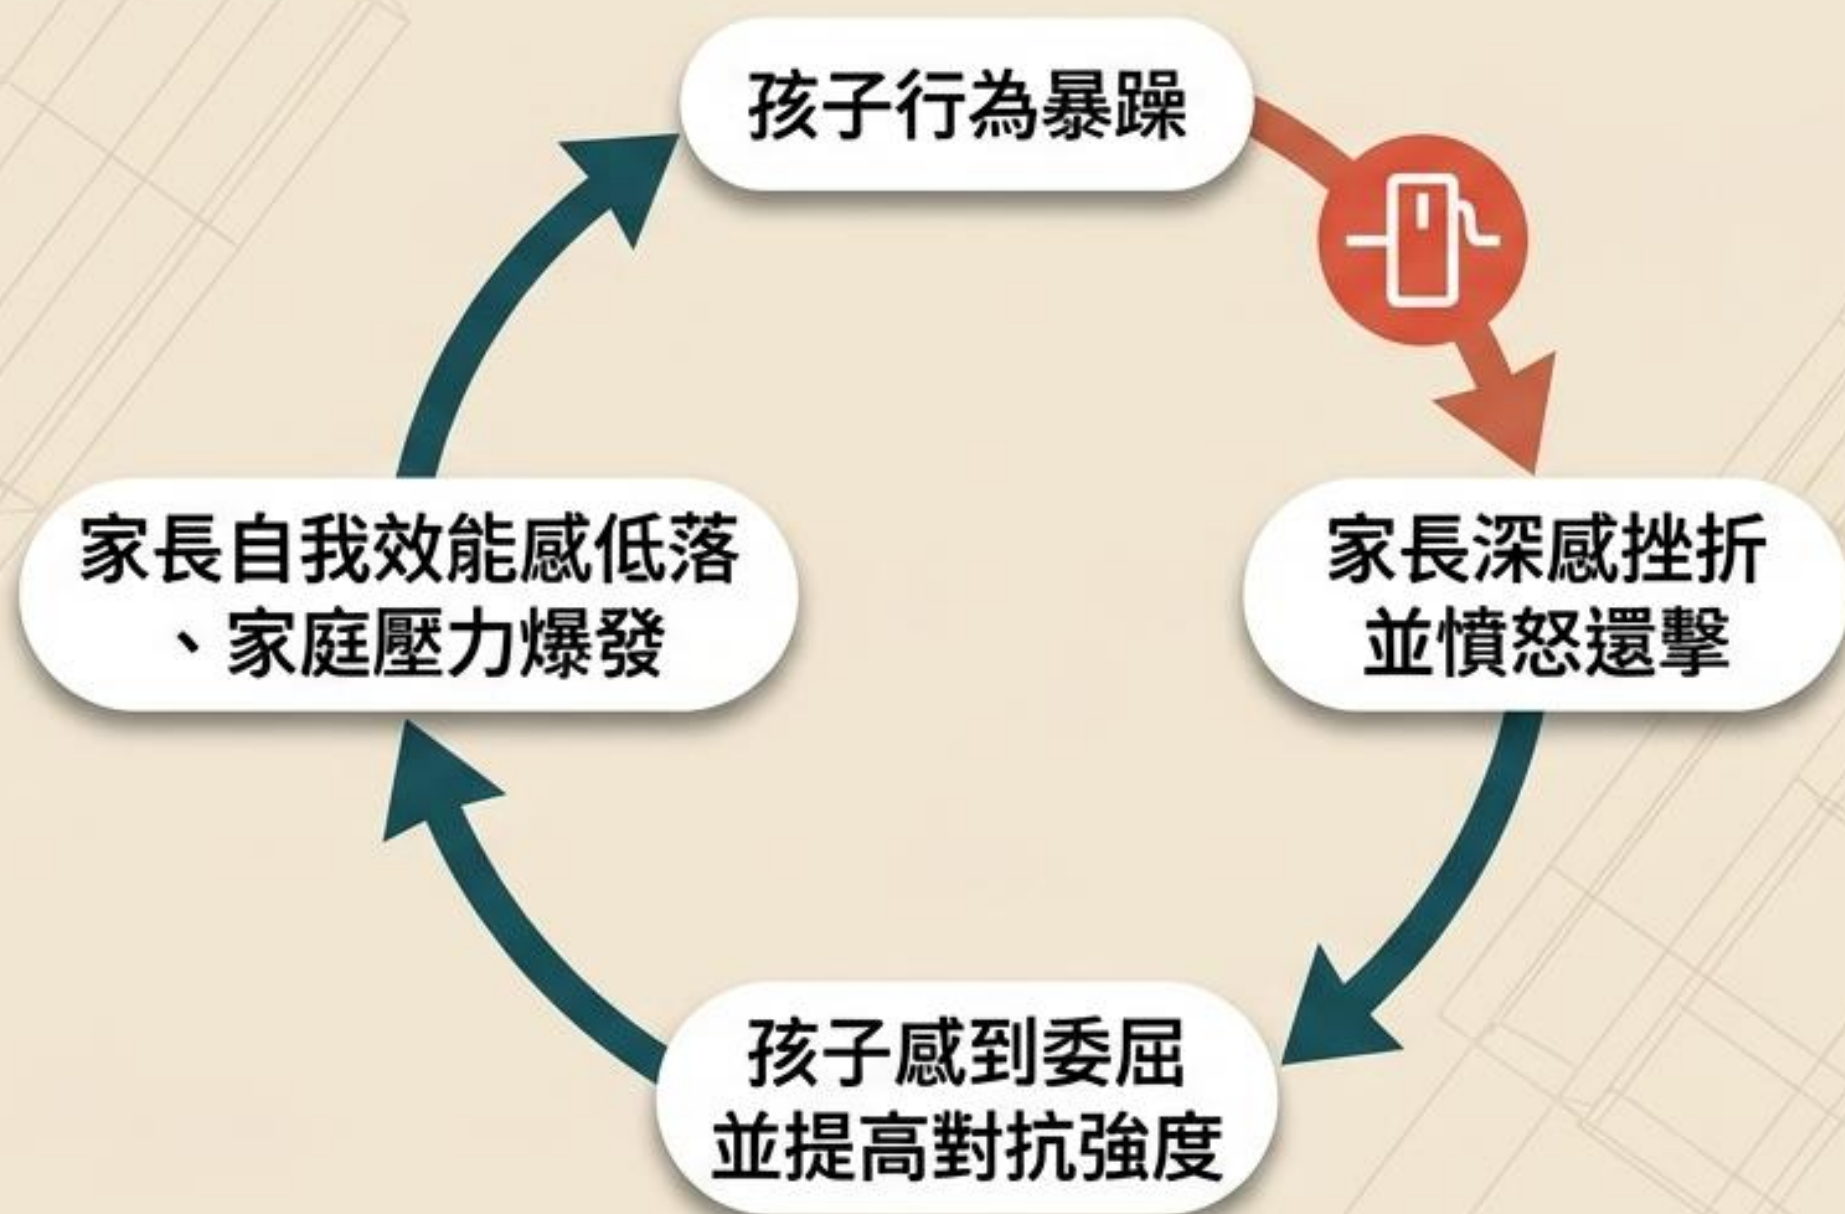 孩子行為暴躁
家長深感挫折
並憤怒還擊
孩子感到委屈
並提高對抗強度
家長自我效能感低落
、家庭壓力爆發